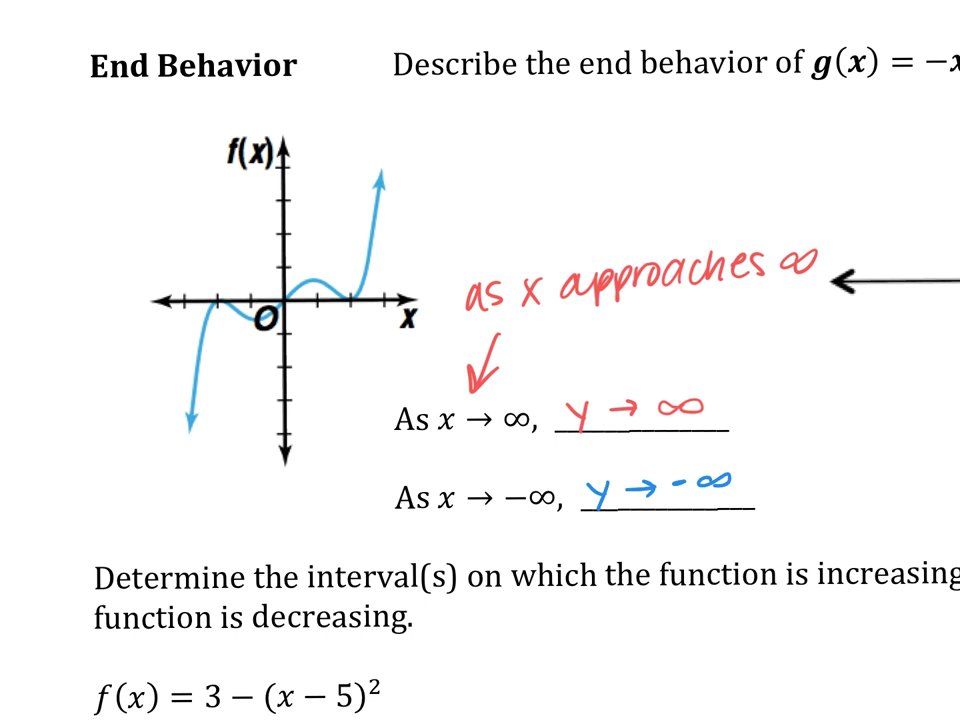 End Behavior Describe the end behavior of g(x) = −x
f(x)
O
x
as x approaches ∞
As x → ∞, y → ∞
As x → −∞, y → -∞
Determine the interval(s) on which the function is increasing
function is decreasing.
f(x) = 3 − (x − 5)²